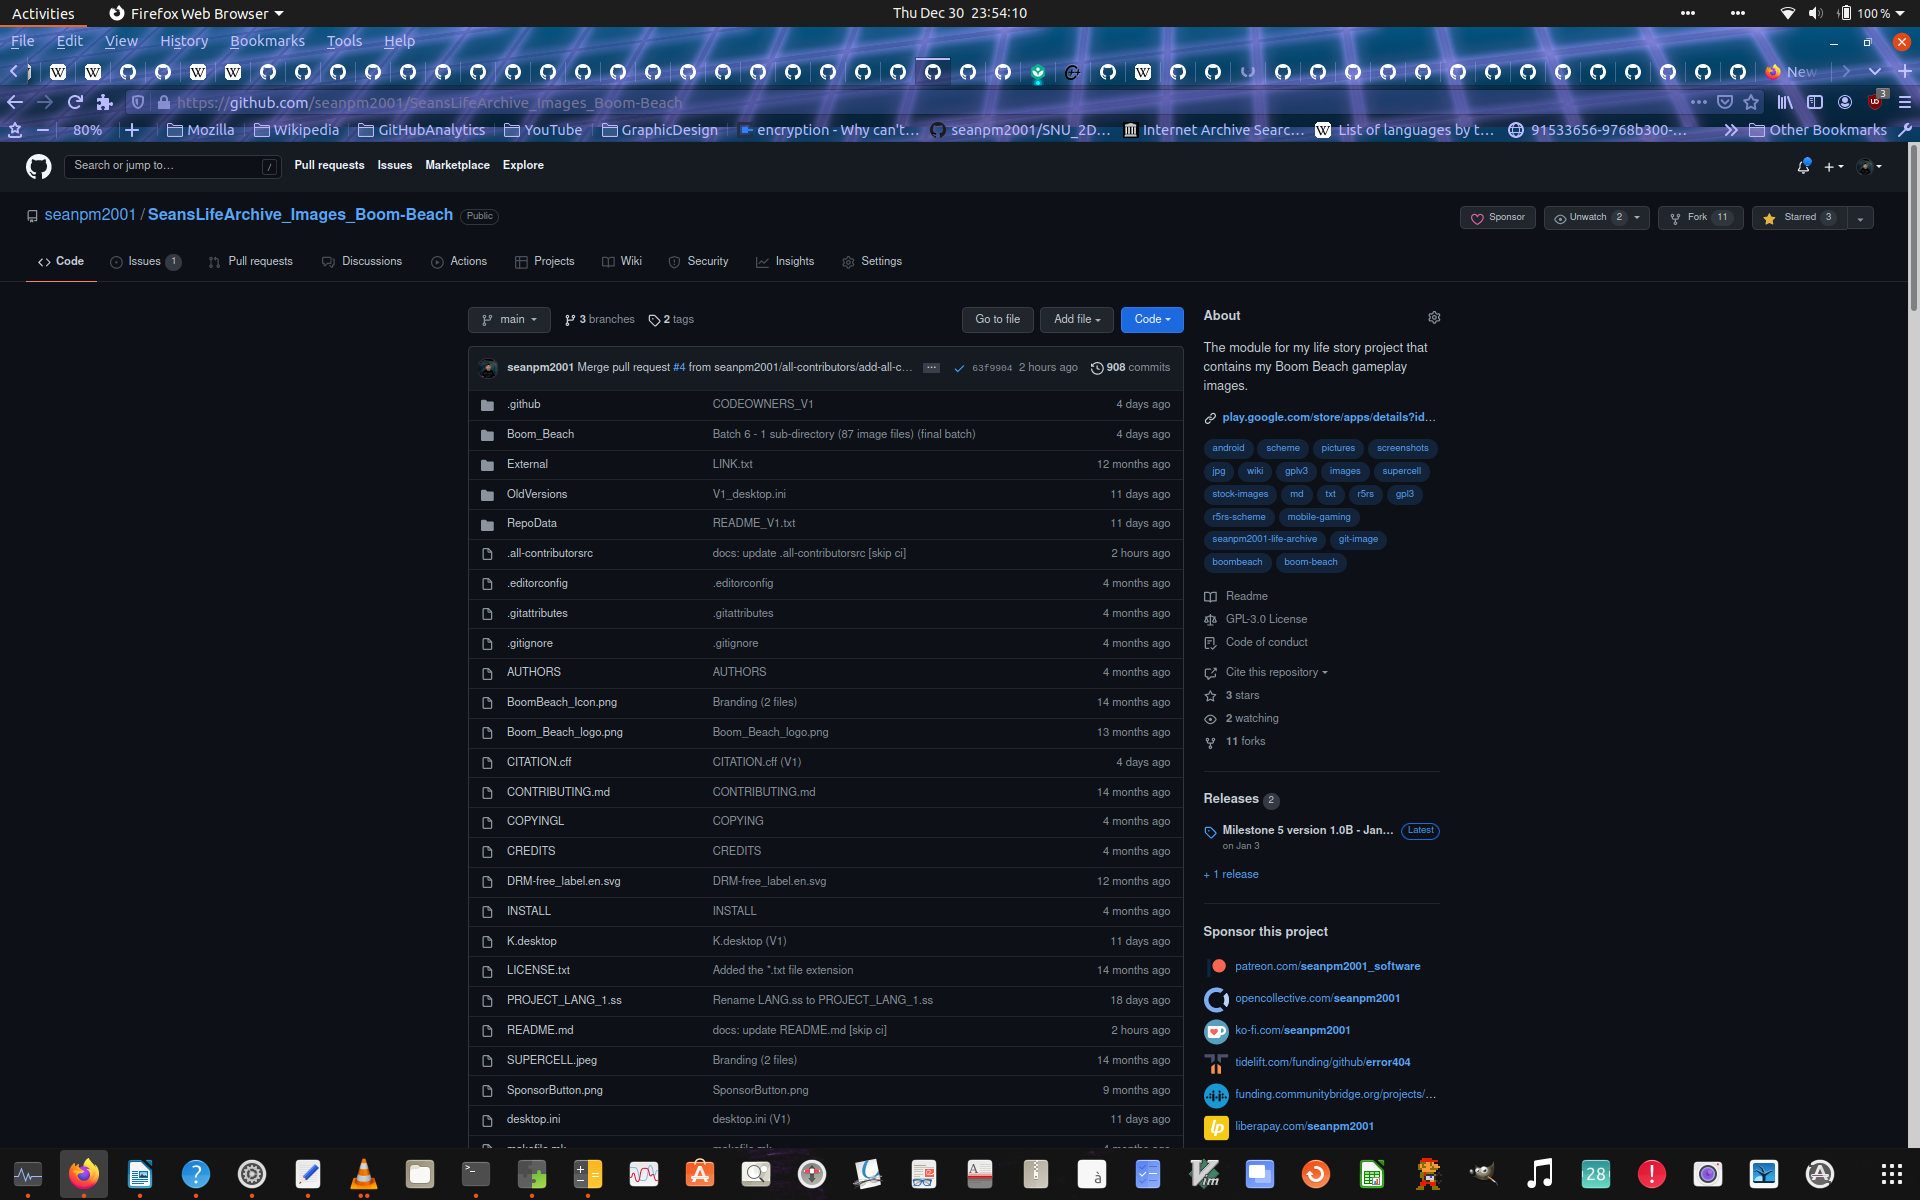 Activities Firefox Web Browser Thu Dec 30 23:54:10 100 %
File Edit View History Bookmarks Tools Help
New
https://github.com/seanpm2001/SeansLifeArchive_Images_Boom-Beach 3
80% Mozilla Wikipedia GitHubAnalytics YouTube GraphicDesign encryption - Why can't... seanpm2001/SNU_2D... Internet Archive Searc... List of languages by t... 91533656-9768b300-... Other Bookmarks
Search or jump to... / Pull requests Issues Marketplace Explore
seanpm2001 / SeansLifeArchive_Images_Boom-Beach Public Sponsor Unwatch 2 Fork 11 Starred 3
Code Issues 1 Pull requests Discussions Actions Projects Wiki Security Insights Settings
main 3 branches 2 tags Go to file Add file Code
seanpm2001 Merge pull request #4 from seanpm2001/all-contributors/add-all-c... 63f9904 2 hours ago 908 commits
.github CODEOWNERS_V1 4 days ago
Boom_Beach Batch 6 - 1 sub-directory (87 image files) (final batch) 4 days ago
External LINK.txt 12 months ago
OldVersions V1_desktop.ini 11 days ago
RepoData README_V1.txt 11 days ago
.all-contributorsrc docs: update .all-contributorsrc [skip ci] 2 hours ago
.editorconfig .editorconfig 4 months ago
.gitattributes .gitattributes 4 months ago
.gitignore .gitignore 4 months ago
AUTHORS AUTHORS 4 months ago
BoomBeach_Icon.png Branding (2 files) 14 months ago
Boom_Beach_logo.png Boom_Beach_logo.png 13 months ago
CITATION.cff CITATION.cff (V1) 4 days ago
CONTRIBUTING.md CONTRIBUTING.md 14 months ago
COPYINGL COPYING 4 months ago
CREDITS CREDITS 4 months ago
DRM-free_label.en.svg DRM-free_label.en.svg 12 months ago
INSTALL INSTALL 4 months ago
K.desktop K.desktop (V1) 11 days ago
LICENSE.txt Added the *.txt file extension 14 months ago
PROJECT_LANG_1.ss Rename LANG.ss to PROJECT_LANG_1.ss 18 days ago
README.md docs: update README.md [skip ci] 2 hours ago
SUPERCELL.jpeg Branding (2 files) 14 months ago
SponsorButton.png SponsorButton.png 9 months ago
desktop.ini desktop.ini (V1) 11 days ago
About
The module for my life story project that
contains my Boom Beach gameplay
images.
play.google.com/store/apps/details?id...
android scheme pictures screenshots
jpg wiki gplv3 images supercell
stock-images md txt r5rs gpl3
r5rs-scheme mobile-gaming
seanpm2001-life-archive git-image
boombeach boom-beach
Readme
GPL-3.0 License
Code of conduct
Cite this repository
3 stars
2 watching
11 forks
Releases 2
Milestone 5 version 1.0B - Jan... Latest
on Jan 3
+ 1 release
Sponsor this project
patreon.com/seanpm2001_software
opencollective.com/seanpm2001
ko-fi.com/seanpm2001
tidelift.com/funding/github/error404
funding.communitybridge.org/projects/...
liberapay.com/seanpm2001
28